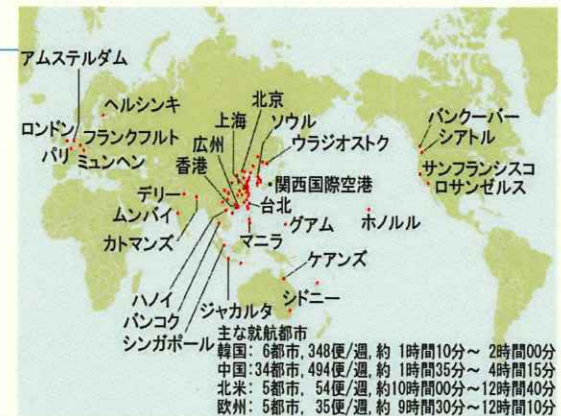 アムステルダム
ヘルシンキ
ロンドン
フランクフルト
パリ
ミュンヘン
北京
上海
ソウル
広州
ウラジオストク
香港
関西国際空港
デリー
台北
ムンバイ
グアム
ホノルル
カトマンズ
マニラ
バンクーバー
シアトル
サンフランシスコ
ロサンゼルス
ケアンズ
ハノイ
ジャカルタ
シドニー
バンコク
シンガポール
主な就航都市
韓国: 6都市, 348便/週, 約 1時間10分~ 2時間00分
中国:34都市, 494便/週, 約 1時間35分~ 4時間15分
北米: 5都市, 54便/週, 約10時間00分~12時間40分
欧州: 5都市, 35便/週, 約 9時間30分~12時間10分